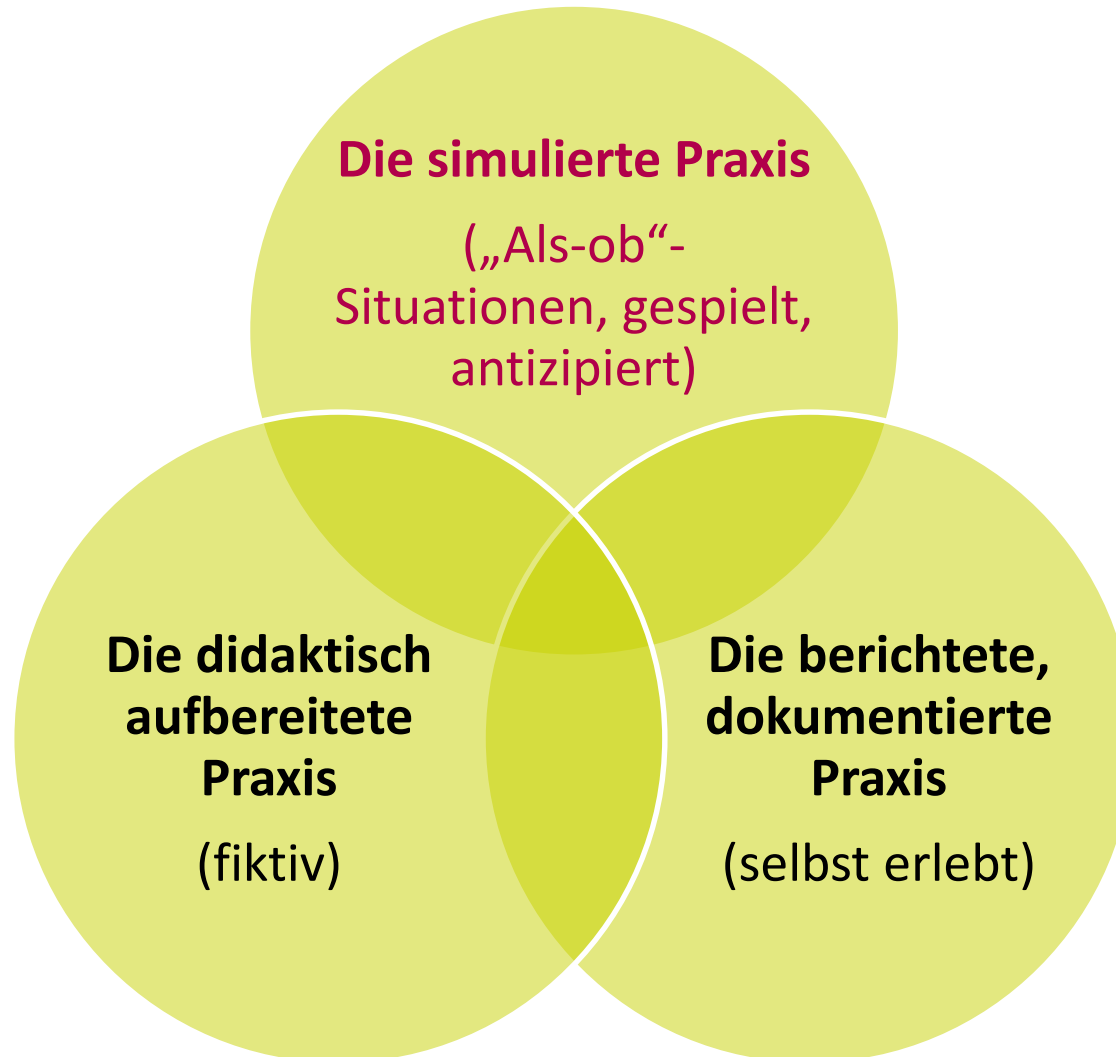 Die simulierte Praxis
(„Als-ob“-
Situationen, gespielt,
antizipiert)
Die didaktisch
aufbereitete
Praxis
(fiktiv)
Die berichtete,
dokumentierte
Praxis
(selbst erlebt)